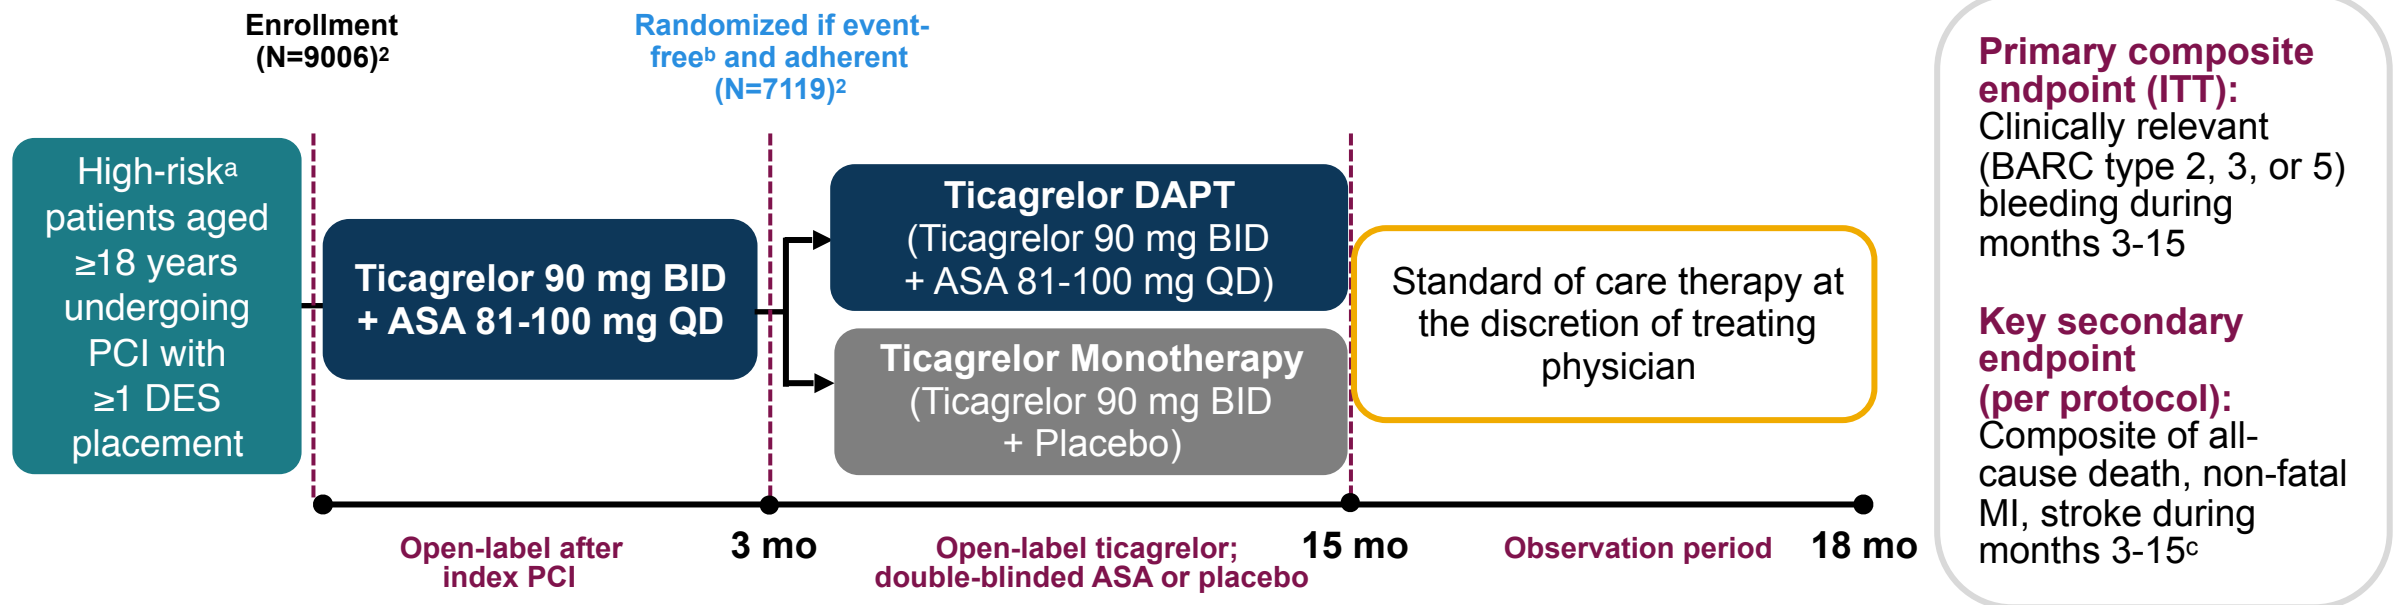 Enrollment
(N=9006)²
Randomized if event-
freeᵇ and adherent
(N=7119)²
High-riskᵃ
patients aged
≥18 years
undergoing
PCI with
≥1 DES
placement
Ticagrelor 90 mg BID
+ ASA 81-100 mg QD
Ticagrelor DAPT
(Ticagrelor 90 mg BID
+ ASA 81-100 mg QD)
Ticagrelor Monotherapy
(Ticagrelor 90 mg BID
+ Placebo)
Standard of care therapy at
the discretion of treating
physician
Open-label after
index PCI
3 mo
Open-label ticagrelor;
double-blinded ASA or placebo
15 mo
Observation period
18 mo
Primary composite
endpoint (ITT):
Clinically relevant
(BARC type 2, 3, or 5)
bleeding during
months 3-15
Key secondary
endpoint
(per protocol):
Composite of all-
cause death, non-fatal
MI, stroke during
months 3-15ᶜ